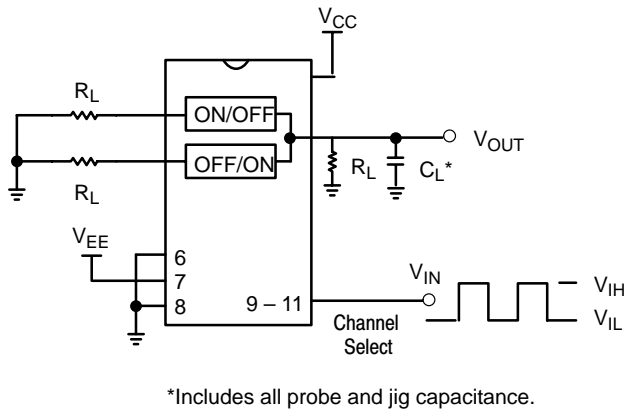 VCC
RL
ON/OFF
VOUT
OFF/ON
RL
RL
CL*
VEE
6
7
8
9 – 11
VIN
VIH
VIL
Channel
Select
*Includes all probe and jig capacitance.